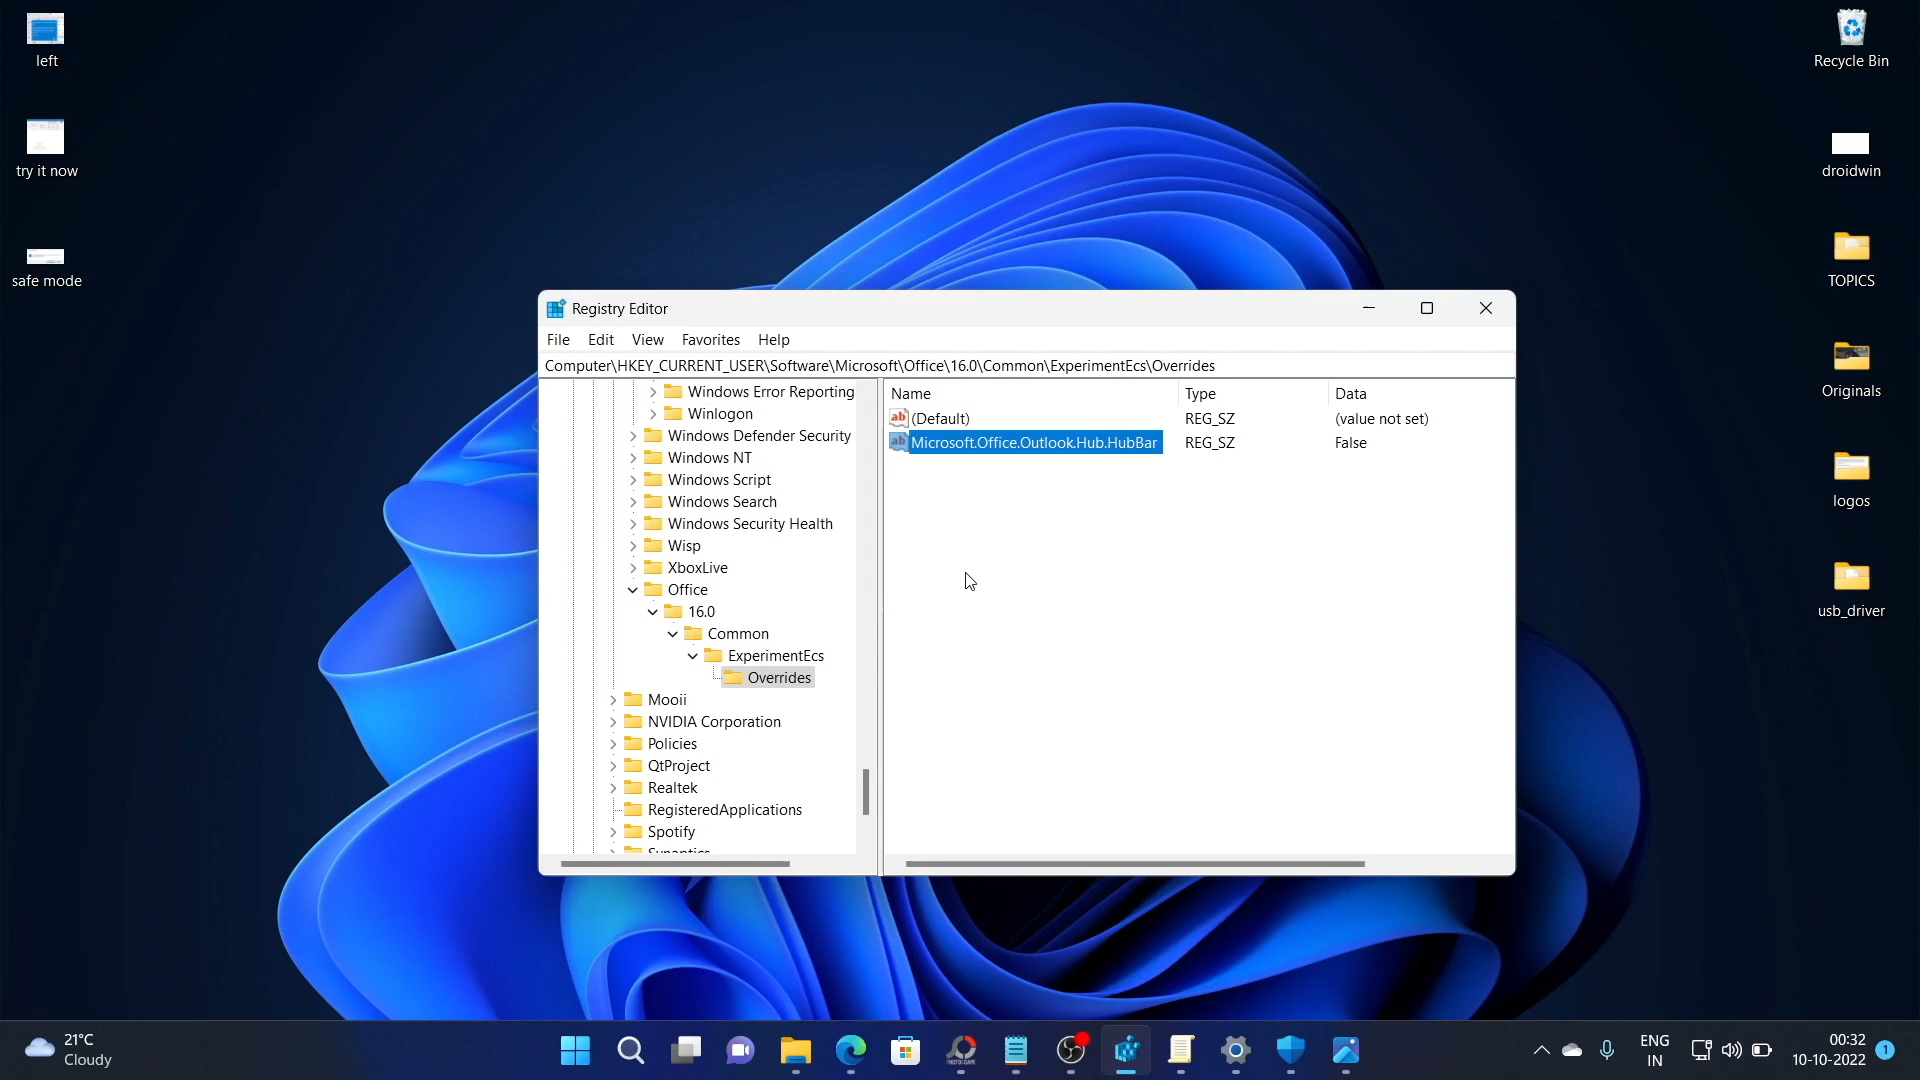 left
try it now
safe mode
Recycle Bin
droidwin
TOPICS
Originals
logos
usb_driver
Registry Editor
File Edit View Favorites Help
Computer\HKEY_CURRENT_USER\Software\Microsoft\Office\16.0\Common\ExperimentEcs\Overrides
Windows Error Reporting
Winlogon
Windows Defender Security
Windows NT
Windows Script
Windows Search
Windows Security Health
Wisp
XboxLive
Office
16.0
Common
ExperimentEcs
Overrides
Mooii
NVIDIA Corporation
Policies
QtProject
Realtek
RegisteredApplications
Spotify
Synaptics
Name Type Data
(Default) REG_SZ (value not set)
Microsoft.Office.Outlook.Hub.HubBar REG_SZ False
21°C
Cloudy
ENG
IN
00:32
10-10-2022
1